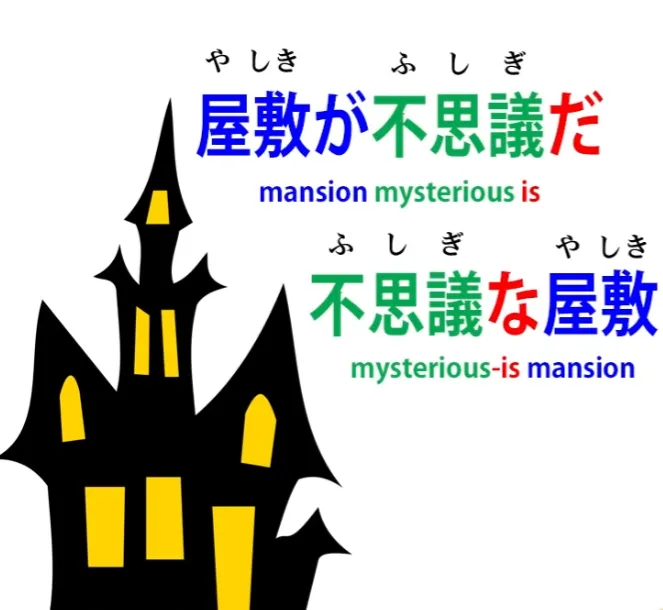 やしき ふしぎ
屋敷が不思議だ
mansion mysterious is
ふしぎ やしき
不思議な屋敷
mysterious-is mansion